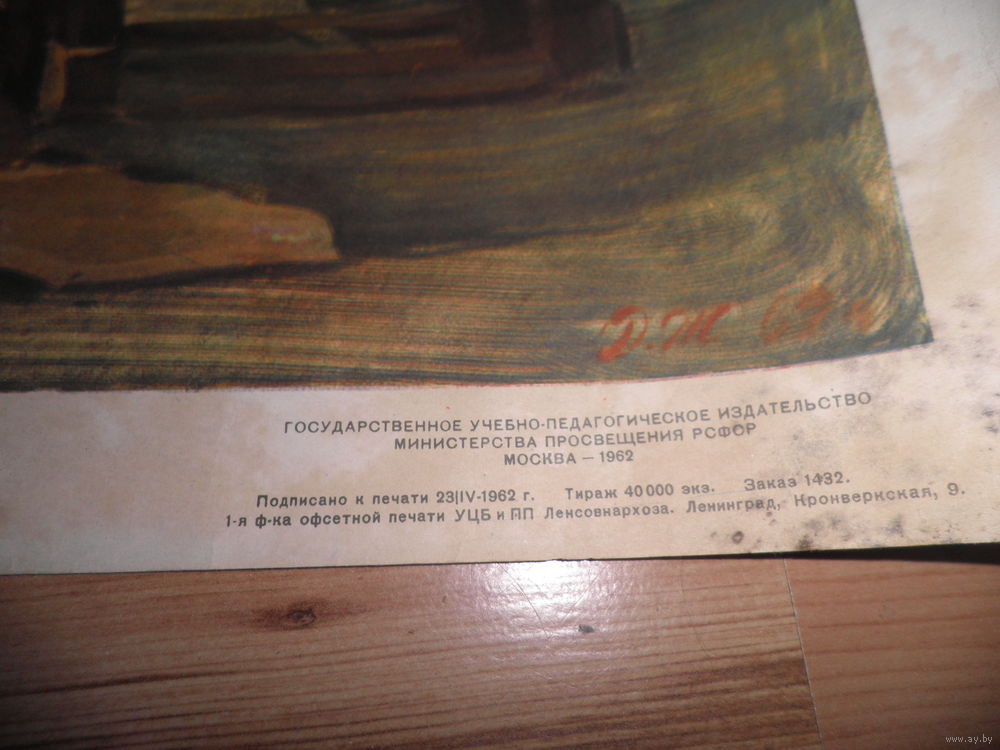 Д.Ж
ГОСУДАРСТВЕННОЕ УЧЕБНО-ПЕДАГОГИЧЕСКОЕ ИЗДАТЕЛЬСТВО
МИНИСТЕРСТВА ПРОСВЕЩЕНИЯ РСФСР
МОСКВА — 1962
Подписано к печати 23|IV-1962 г. Тираж 40 000 экз. Заказ 1432.
1-я ф-ка офсетной печати УЦБ и ПП Ленсовнархоза. Ленинград, Кронверкская, 9.
www.ay.by